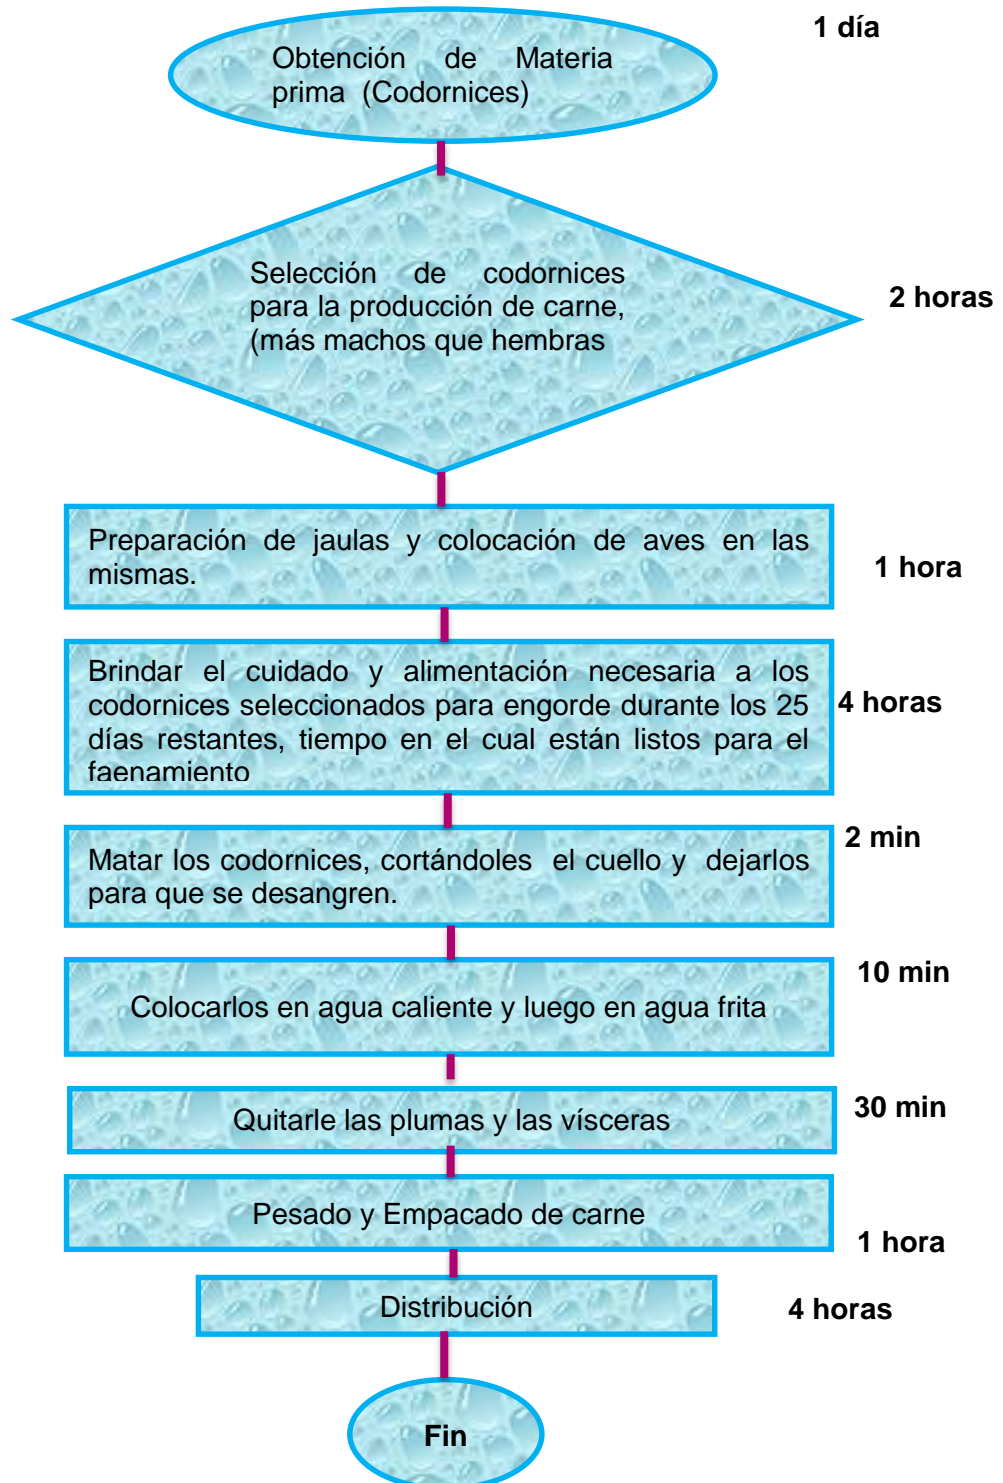 1 día
Obtención de Materia
prima (Codornices)
Selección de codornices
para la producción de carne,
(más machos que hembras
2 horas
Preparación de jaulas y colocación de aves en las
mismas.
1 hora
Brindar el cuidado y alimentación necesaria a los
codornices seleccionados para engorde durante los 25
días restantes, tiempo en el cual están listos para el
faenamiento
4 horas
2 min
Matar los codornices, cortándoles el cuello y dejarlos
para que se desangren.
10 min
Colocarlos en agua caliente y luego en agua frita
30 min
Quitarle las plumas y las vísceras
Pesado y Empacado de carne
1 hora
Distribución
4 horas
Fin